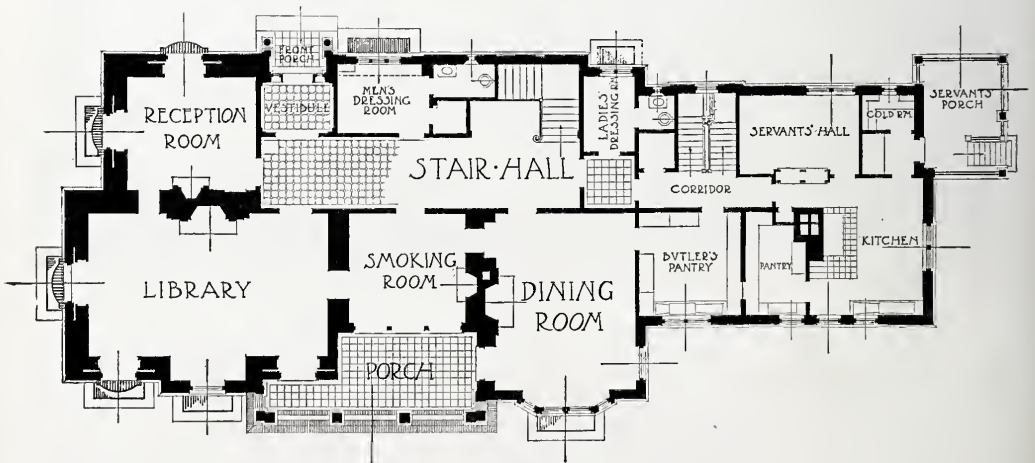 FRONT
PORCH
VESTIBULE
MEN'S
DRESSING
ROOM
LADIES'
DRESSING RM.
RECEPTION
ROOM
STAIR·HALL
SERVANTS'·HALL
COLD RM.
SERVANTS'
PORCH
CORRIDOR
LIBRARY
SMOKING
ROOM
DINING
ROOM
BVTLER'S
PANTRY
PANTRY
KITCHEN
PORCH